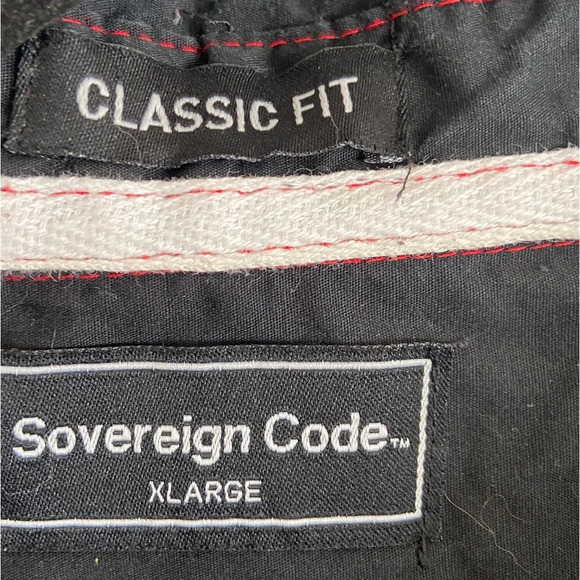 CLASSIC FIT
Sovereign Code™
XLARGE